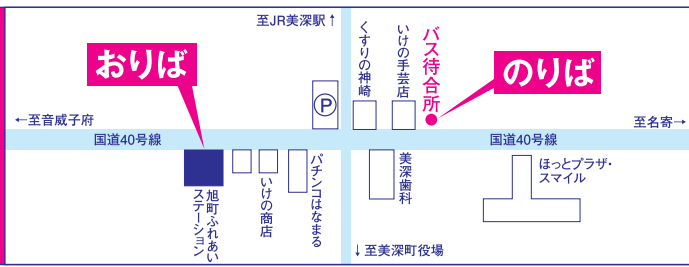 至JR美深駅↑
おりば
くすりの神崎
いけの手芸店
バス待合所
のりば
P
←至音威子府
至名寄→
国道40号線
国道40号線
旭町ふれあい
ステーション
いけの商店
パチンコはなまる
美深歯科
ほっとプラザ・
スマイル
↓至美深町役場